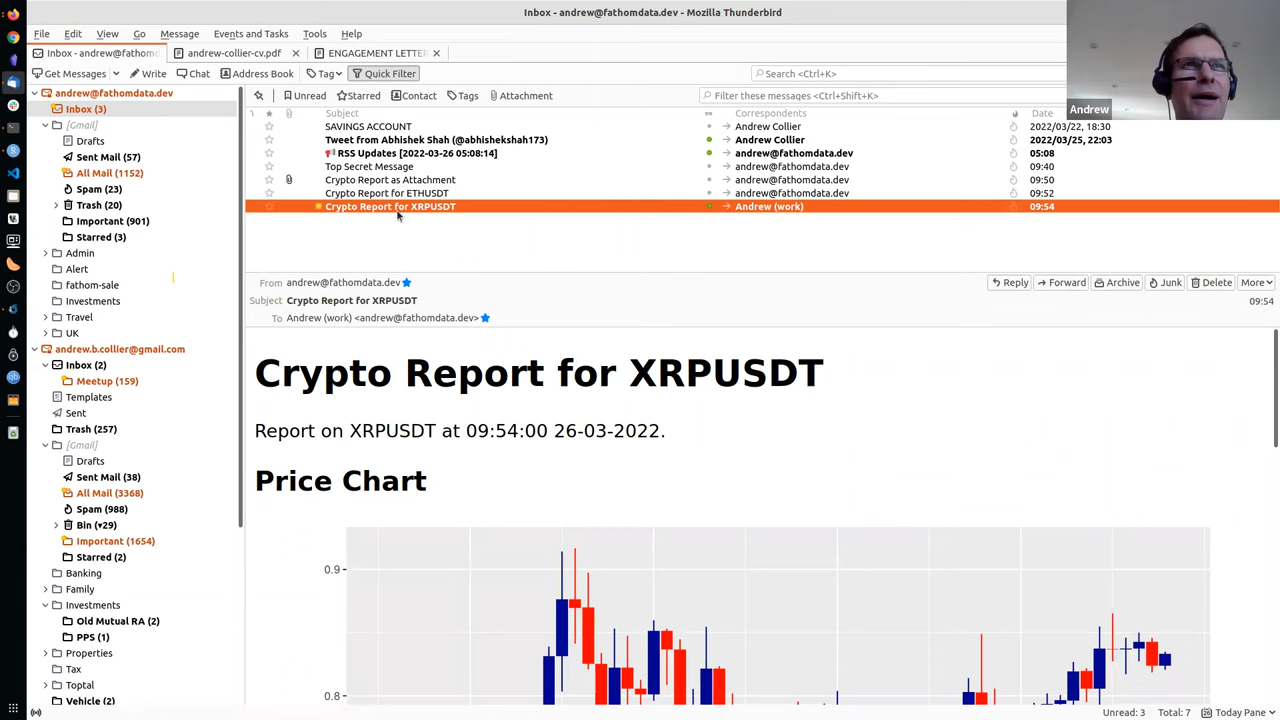 Inbox - andrew@fathomdata.dev - Mozilla Thunderbird
File Edit View Go Message Events and Tasks Tools Help
Inbox - andrew@fathomd
andrew-collier-cv.pdf
ENGAGEMENT LETTER
Get Messages Write Chat Address Book Tag Quick Filter Search <Ctrl+K>
Andrew
Unread Starred Contact Tags Attachment Filter these messages <Ctrl+Shift+K>
Subject Correspondents Date
SAVINGS ACCOUNT Andrew Collier 2022/03/22, 18:30
Tweet from Abhishek Shah (@abhishekshah173) Andrew Collier 2022/03/25, 22:03
RSS Updates [2022-03-26 05:08:14] andrew@fathomdata.dev 05:08
Top Secret Message andrew@fathomdata.dev 09:40
Crypto Report as Attachment andrew@fathomdata.dev 09:50
Crypto Report for ETHUSDT andrew@fathomdata.dev 09:52
Crypto Report for XRPUSDT Andrew (work) 09:54
andrew@fathomdata.dev
Inbox (3)
[Gmail]
Drafts
Sent Mail (57)
All Mail (1152)
Spam (23)
Trash (20)
Important (901)
Starred (3)
Admin
Alert
fathom-sale
Investments
Travel
UK
andrew.b.collier@gmail.com
Inbox (2)
Meetup (159)
Templates
Sent
Trash (257)
[Gmail]
Drafts
Sent Mail (38)
All Mail (3368)
Spam (988)
Bin (▾29)
Important (1654)
Starred (2)
Banking
Family
Investments
Old Mutual RA (2)
PPS (1)
Properties
Tax
Toptal
Vehicle (2)
From andrew@fathomdata.dev Reply Forward Archive Junk Delete More
Subject Crypto Report for XRPUSDT 09:54
To Andrew (work) <andrew@fathomdata.dev>
Crypto Report for XRPUSDT
Report on XRPUSDT at 09:54:00 26-03-2022.
Price Chart
0.9
0.8
Unread: 3 Total: 7 26 Today Pane